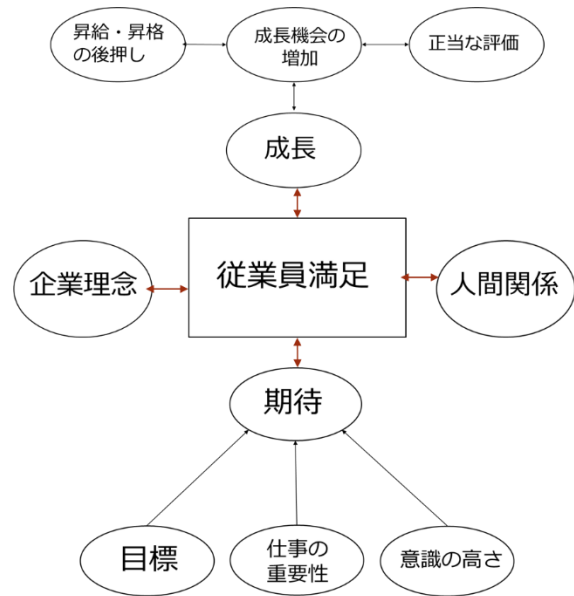 昇給・昇格
の後押し
成長機会の
増加
正当な評価
成長
企業理念
従業員満足
人間関係
期待
目標
仕事の
重要性
意識の高さ